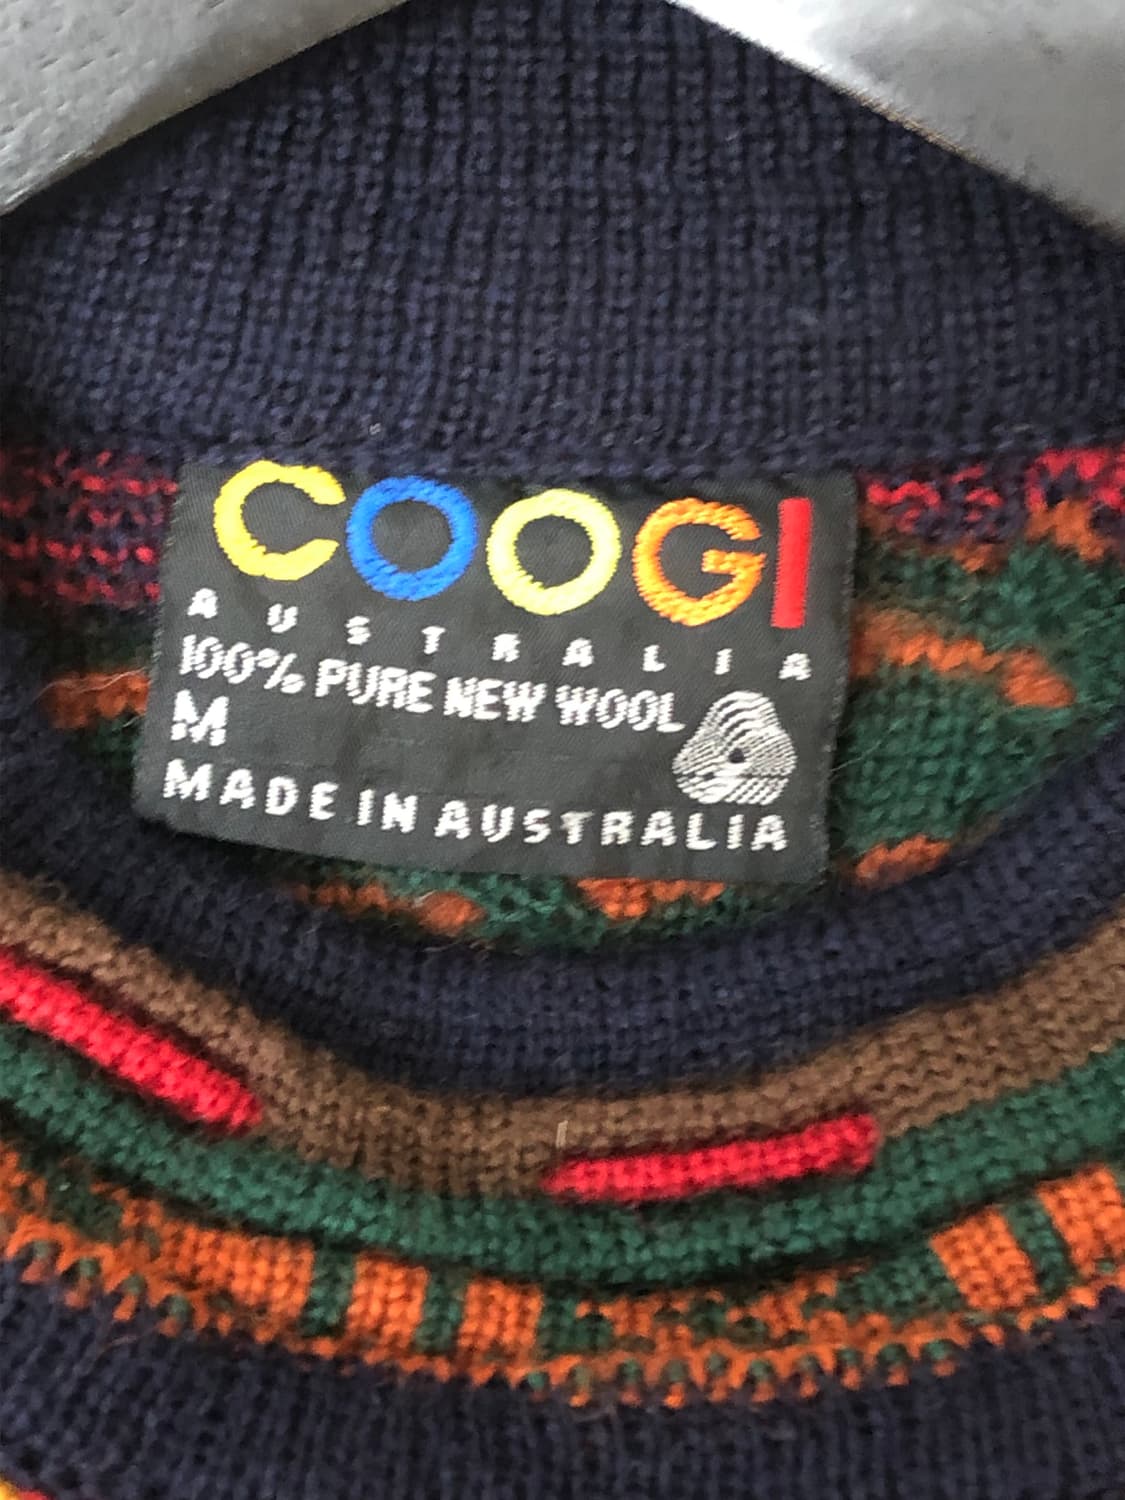 COOGI
AUSTRALIA
100% PURE NEW WOOL
M
MADE IN AUSTRALIA